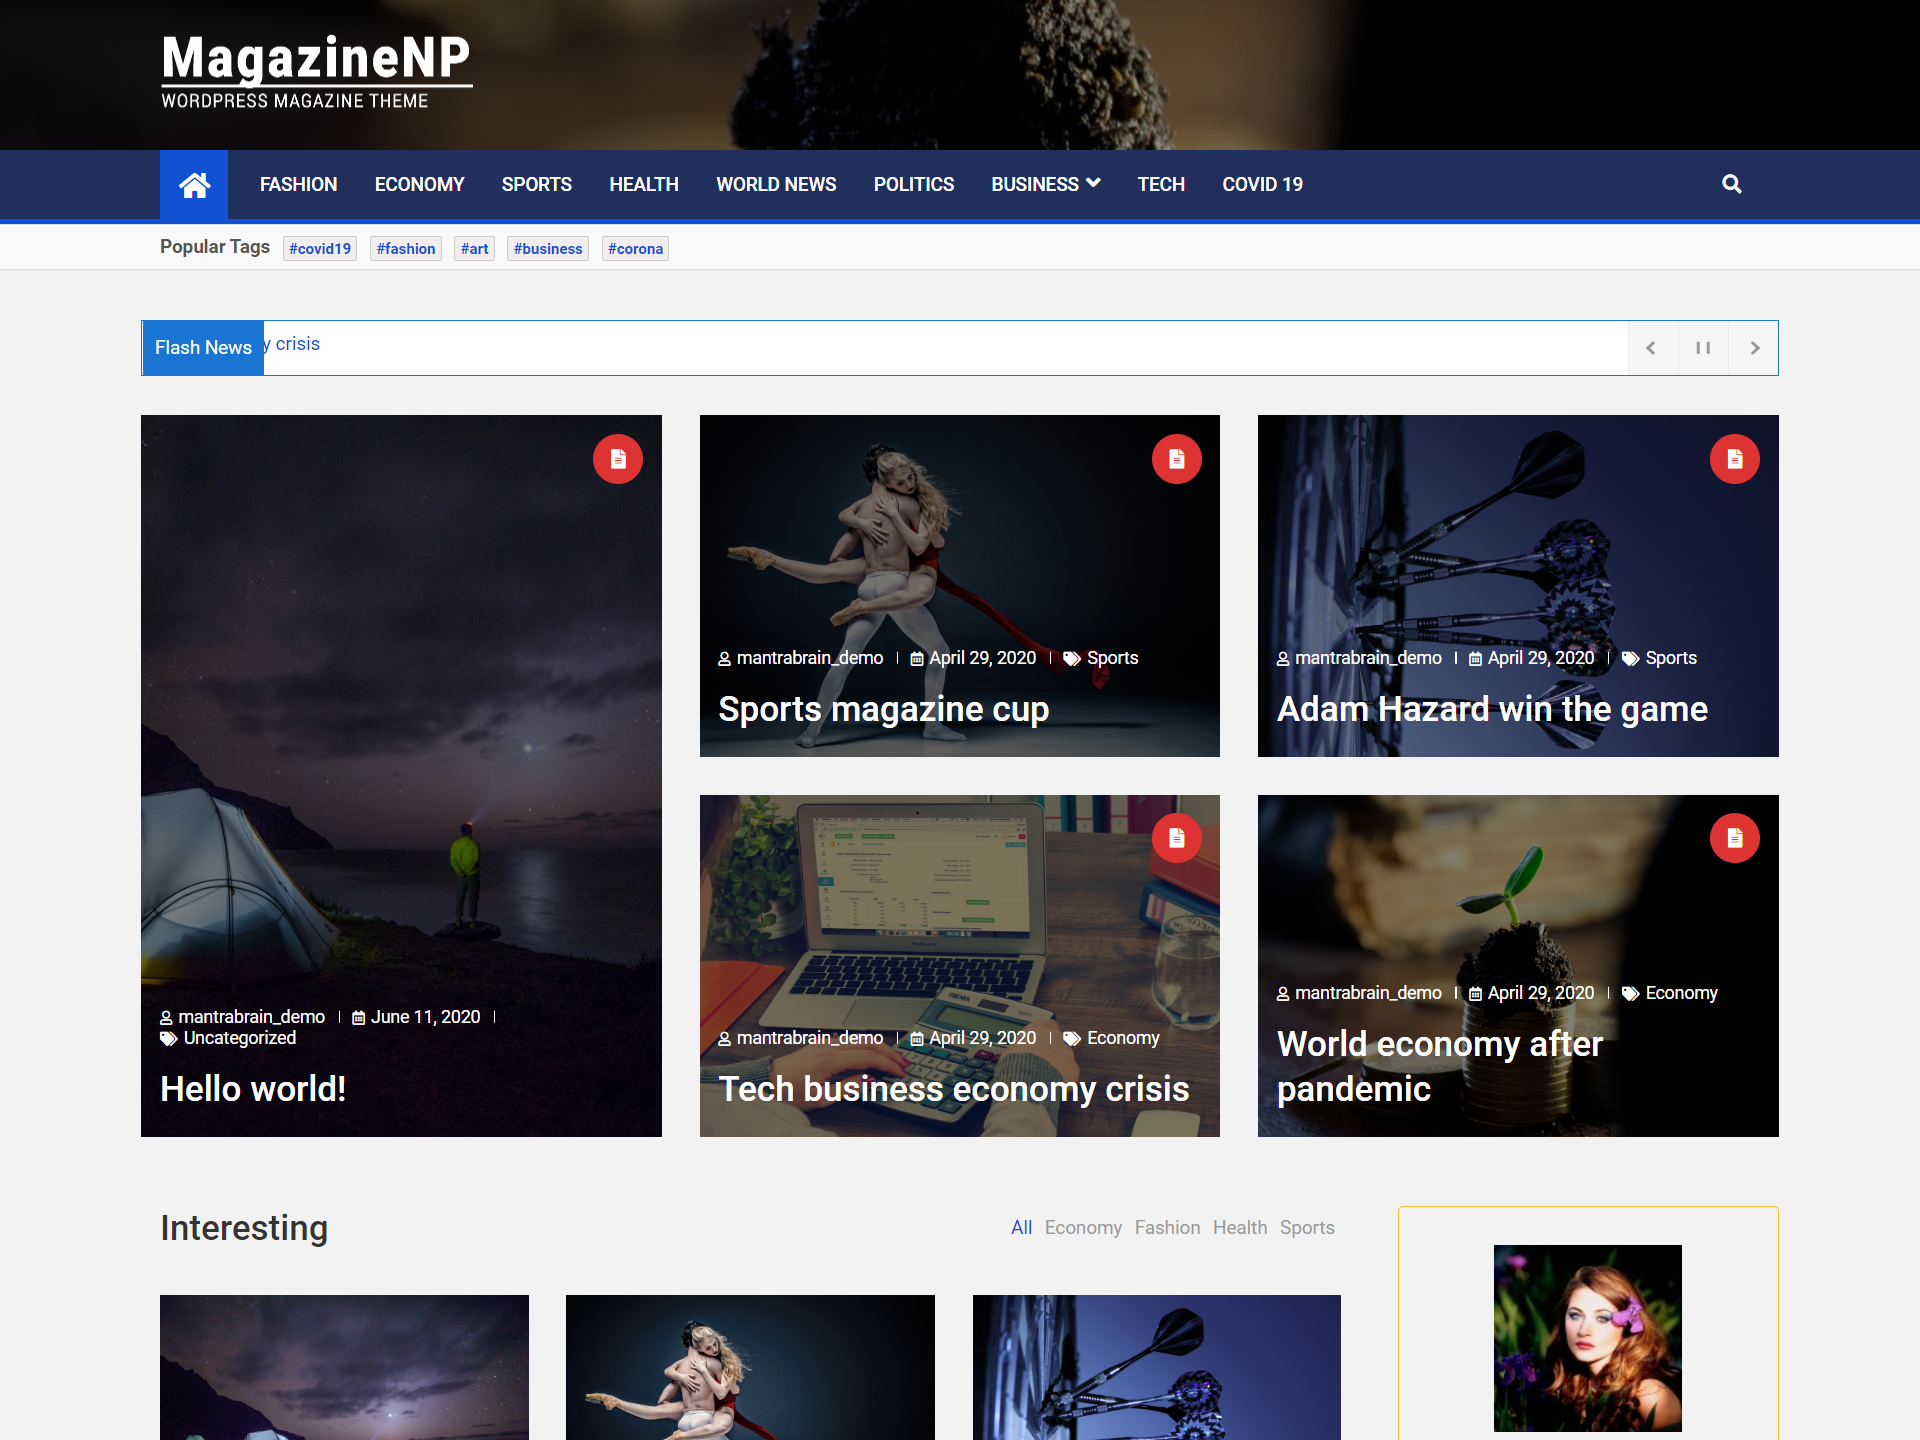 MagazineNP
WORDPRESS MAGAZINE THEME
FASHION ECONOMY SPORTS HEALTH WORLD NEWS POLITICS BUSINESS TECH COVID 19
Popular Tags #covid19 #fashion #art #business #corona
Flash News y crisis
mantrabrain_demo June 11, 2020
Uncategorized
Hello world!
mantrabrain_demo April 29, 2020 Sports
Sports magazine cup
mantrabrain_demo April 29, 2020 Sports
Adam Hazard win the game
mantrabrain_demo April 29, 2020 Economy
Tech business economy crisis
mantrabrain_demo April 29, 2020 Economy
World economy after
pandemic
Interesting
All Economy Fashion Health Sports